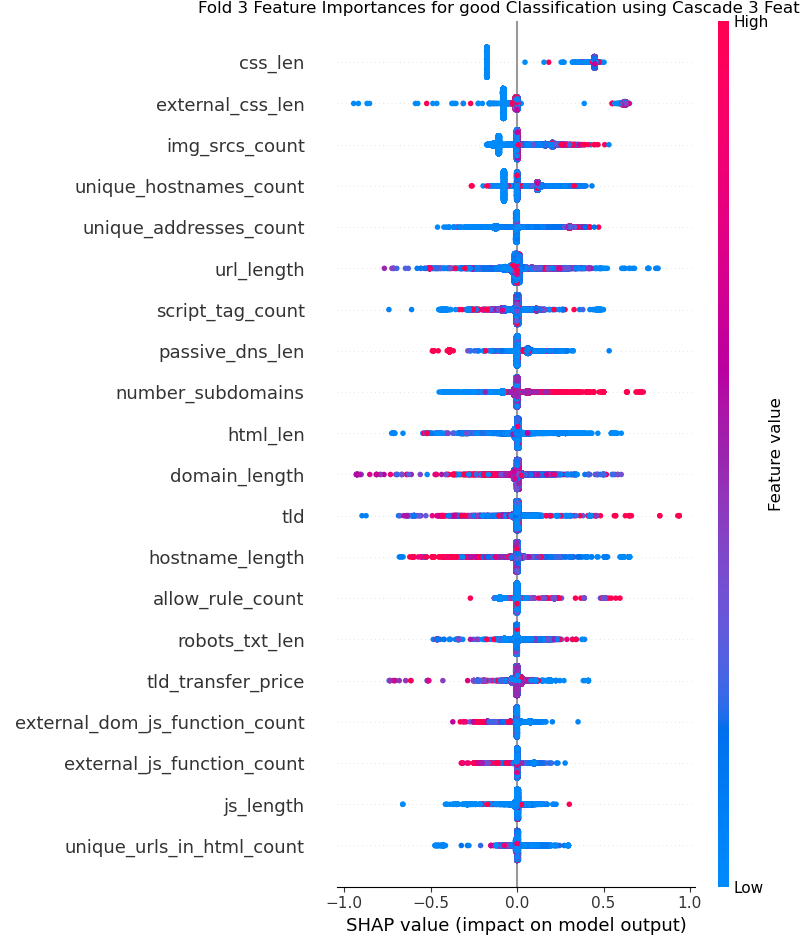 Fold 3 Feature Importances for good Classification using Cascade 3 Feat
High
css_len
external_css_len
img_srcs_count
unique_hostnames_count
unique_addresses_count
url_length
script_tag_count
passive_dns_len
number_subdomains
html_len
domain_length
tld
hostname_length
allow_rule_count
robots_txt_len
tld_transfer_price
external_dom_js_function_count
external_js_function_count
js_length
unique_urls_in_html_count
Feature value
Low
−1.0 −0.5 0.0 0.5 1.0
SHAP value (impact on model output)